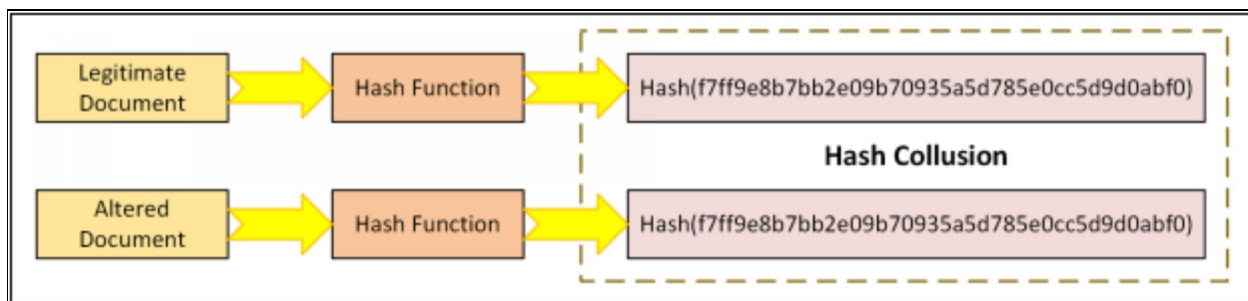 Legitimate
Document
Hash Function
Hash(f7ff9e8b7bb2e09b70935a5d785e0cc5d9d0abf0)
Hash Collusion
Altered
Document
Hash Function
Hash(f7ff9e8b7bb2e09b70935a5d785e0cc5d9d0abf0)